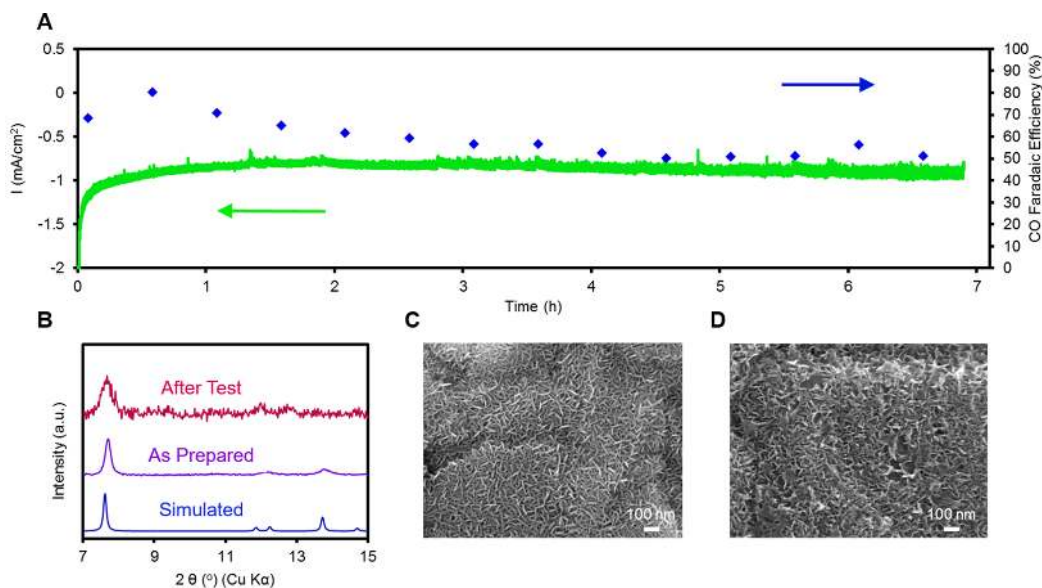 A
I (mA/cm²)
0.5
0
-0.5
-1
-1.5
-2
0
1
2
3
4
5
6
7
Time (h)
100
90
80
70
60
50
40
30
20
10
0
CO Faradaic Efficiency (%)
B
Intensity (a.u.)
After Test
As Prepared
Simulated
7
9
11
13
15
2 θ (⁰) (Cu Kα)
C
100 nm
D
100 nm